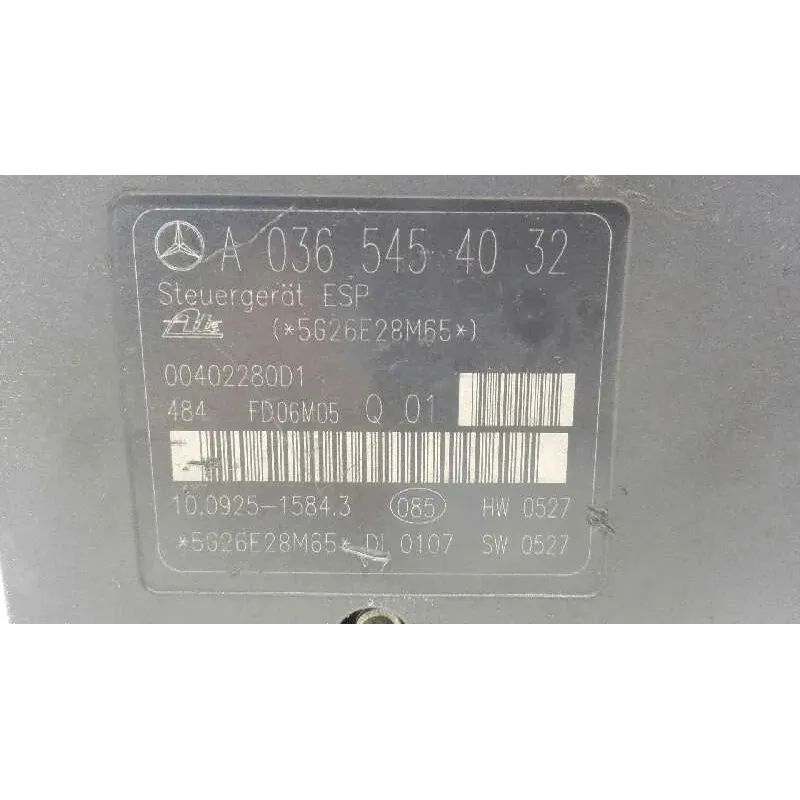 A 036 545 40 32
Steuergerät ESP
Ate (*5G26E28M65*)
00402280D1
484 FD06M05 Q 01
10.0925-1584.3 085 HW 0527
*5G26E28M65* DL 0107 SW 0527